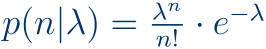 p(n|λ) = λⁿ/n! · e^{−λ}